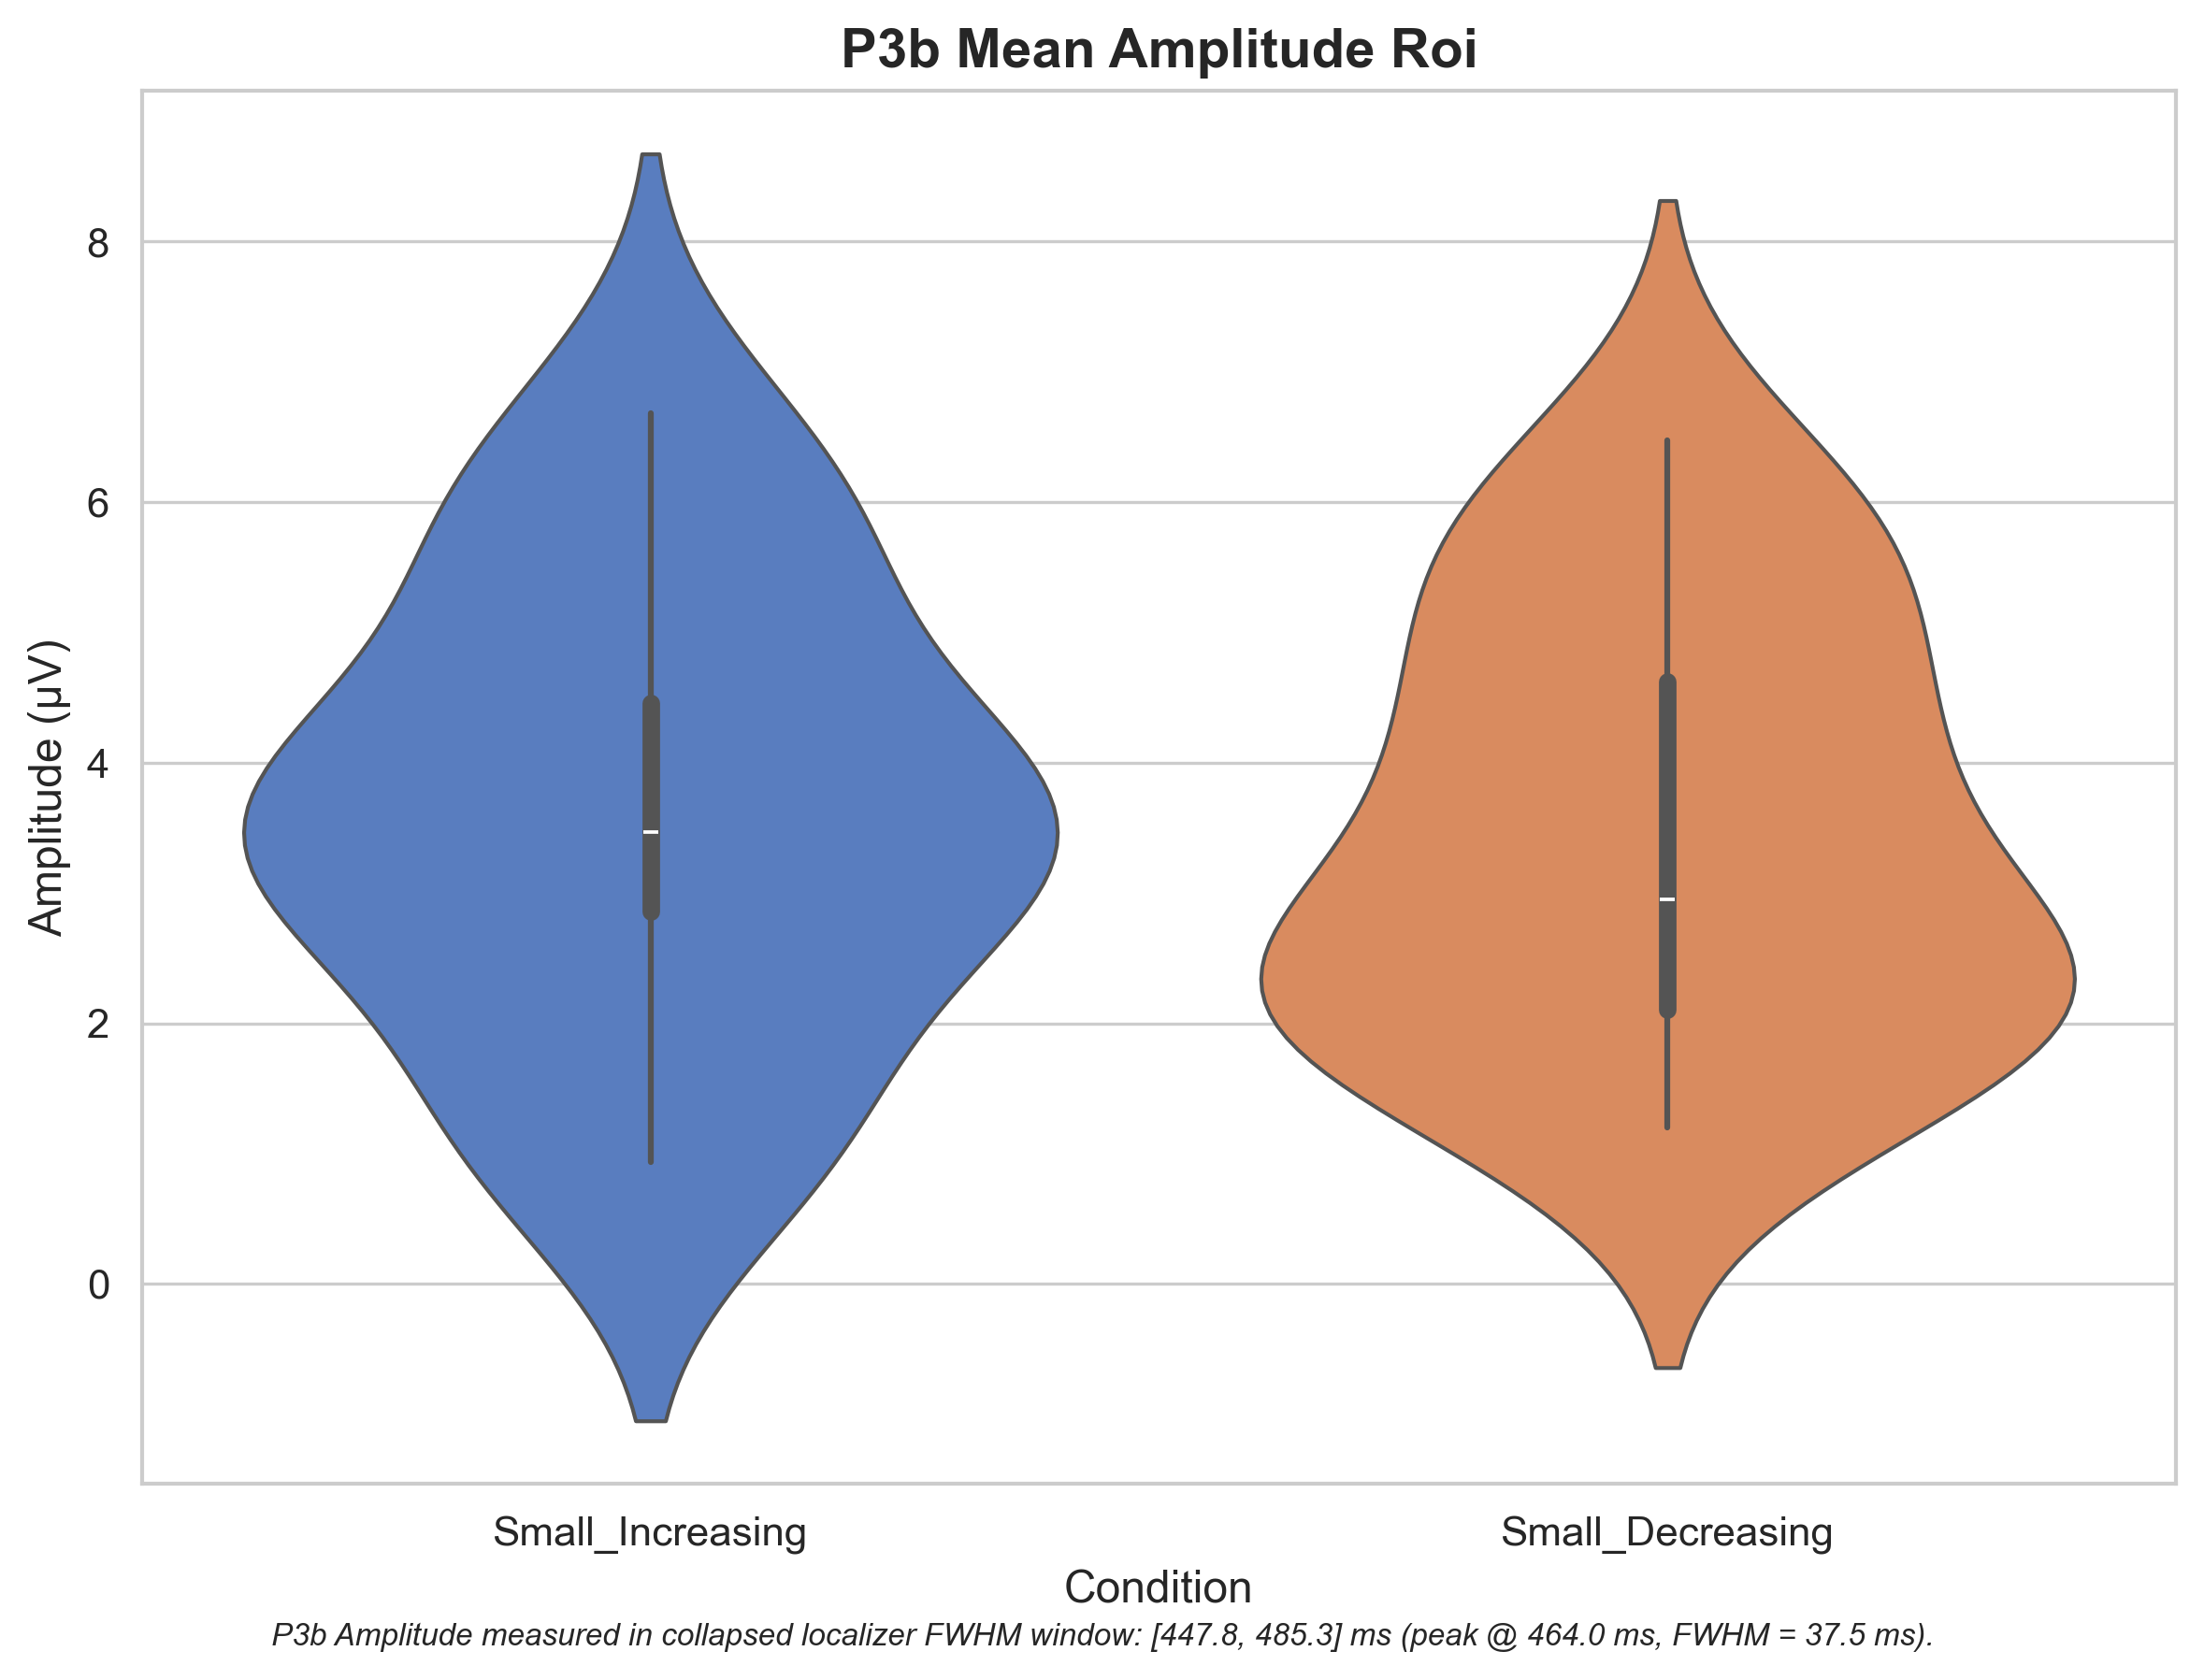 P3b Mean Amplitude Roi
Amplitude (µV)
8
6
4
2
0
Small_Increasing
Small_Decreasing
Condition
P3b Amplitude measured in collapsed localizer FWHM window: [447.8, 485.3] ms (peak @ 464.0 ms, FWHM = 37.5 ms).